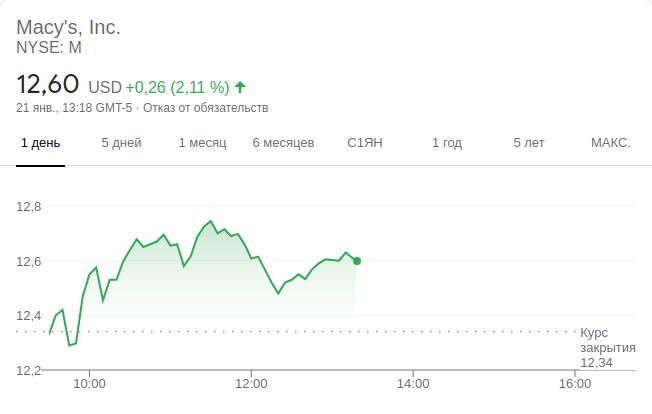 Macy's, Inc.
NYSE: M
12,60 USD +0,26 (2,11 %)
21 янв., 13:18 GMT-5 · Отказ от обязательств
1 день 5 дней 1 месяц 6 месяцев С1ЯН 1 год 5 лет МАКС.
12,8
12,6
12,4
Курс
закрытия
12,34
12,2
10:00 12:00 14:00 16:00